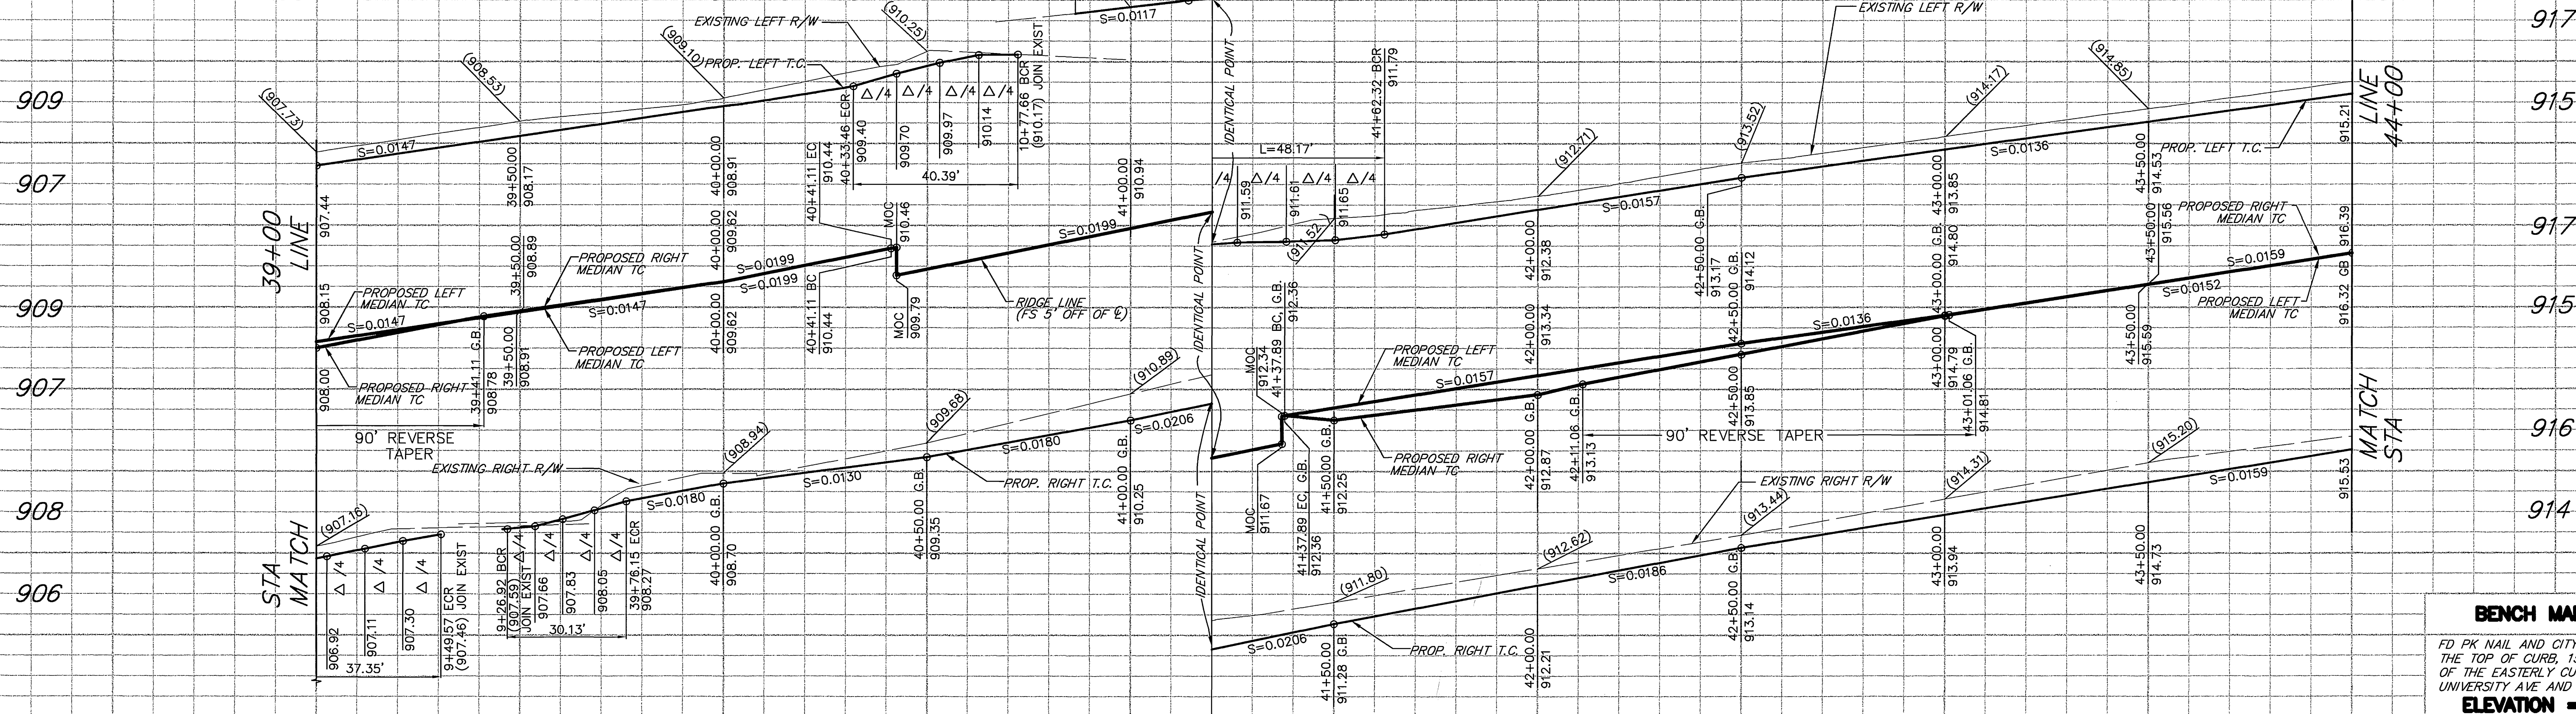 917
915
917
915
916
914
909
907
909
907
908
906
39+00
LINE
STA
MATCH
LINE
44+00
MATCH
STA
(907.73)
(908.53)
(909.10)
(910.25)
EXISTING LEFT R/W
PROP. LEFT T.C.
S=0.0147
907.44
39+50.00
908.17
40+00.00
908.91
40+33.46 ECR
909.40
909.70
909.97
910.14
10+77.66 BCR
(910.17) JOIN EXIST
Δ/4
Δ/4
Δ/4
Δ/4
40.39'
S=0.0117
IDENTICAL POINT
41+00.00
910.94
908.15
PROPOSED LEFT
MEDIAN TC
S=0.0147
39+50.00
908.89
PROPOSED RIGHT
MEDIAN TC
S=0.0147
40+00.00
909.62
S=0.0199
S=0.0199
40+41.11 EC
910.44
MOC
910.46
S=0.0199
RIDGE LINE
(FS 5' OFF OF ℄)
908.00
PROPOSED RIGHT
MEDIAN TC
39+41.11 G.B.
908.78
39+50.00
908.91
PROPOSED LEFT
MEDIAN TC
40+00.00
909.62
40+41.11 BC
910.44
MOC
909.79
IDENTICAL POINT
90' REVERSE
TAPER
EXISTING RIGHT R/W
(908.94)
(909.68)
(910.89)
S=0.0180
S=0.0130
S=0.0180
S=0.0206
PROP. RIGHT T.C.
(907.16)
906.92
907.11
907.30
9+49.57 ECR
(907.46) JOIN EXIST
Δ/4
Δ/4
Δ/4
37.35'
9+26.92 BCR
(907.59)
JOIN EXIST
907.66
907.83
908.05
39+76.15 ECR
908.27
Δ/4
Δ/4
Δ/4
Δ/4
30.13'
40+00.00 G.B.
908.70
40+50.00 G.B.
909.35
41+00.00 G.B.
910.25
IDENTICAL POINT
EXISTING LEFT R/W
41+62.32 BCR
911.79
L=48.17'
/4
Δ/4
Δ/4
Δ/4
911.59
911.61
911.65
(911.52)
(912.71)
(913.52)
(914.17)
(914.85)
S=0.0157
S=0.0136
PROP. LEFT T.C.
42+00.00
912.38
42+50.00 G.B.
913.17
43+00.00 G.B.
913.85
43+50.00
914.53
915.21
MOC
912.34
41+37.89 BC, G.B.
912.36
PROPOSED LEFT
MEDIAN TC
S=0.0157
42+00.00
913.34
42+50.00 G.B.
914.12
S=0.0136
43+00.00
914.80
43+50.00
915.56
S=0.0159
PROPOSED RIGHT
MEDIAN TC
916.39
S=0.0152
PROPOSED LEFT
MEDIAN TC
916.32 GB
MOC
911.67
41+37.89 EC, G.B.
912.36
41+50.00 G.B.
912.25
PROPOSED RIGHT
MEDIAN TC
42+00.00 G.B.
912.87
42+11.06 G.B.
913.13
90' REVERSE TAPER
42+50.00
913.85
43+00.00
914.79
43+01.06 G.B.
914.81
43+50.00
915.59
(911.80)
(912.62)
(913.44)
(914.31)
(915.20)
EXISTING RIGHT R/W
S=0.0206
PROP. RIGHT T.C.
S=0.0186
S=0.0159
41+50.00
911.28 G.B.
42+00.00
912.21
42+50.00 G.B.
913.14
43+00.00
913.94
43+50.00
914.73
915.53
BENCH MA
FD PK NAIL AND CITY
THE TOP OF CURB,
OF THE EASTERLY CU
UNIVERSITY AVE AND
ELEVATION